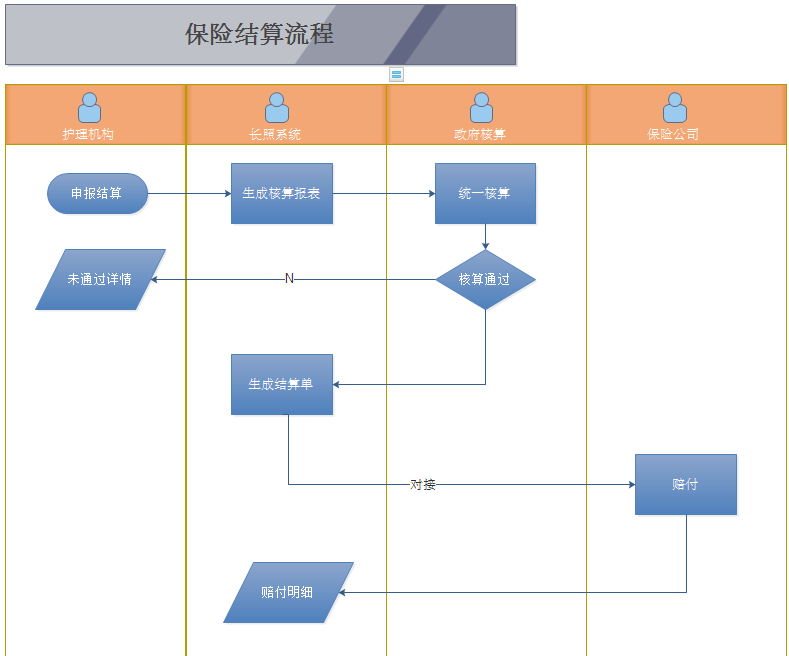 保险结算流程
护理机构
长照系统
政府核算
保险公司
申报结算
生成核算报表
统一核算
未通过详情
N
核算通过
生成结算单
对接
赔付
赔付明细